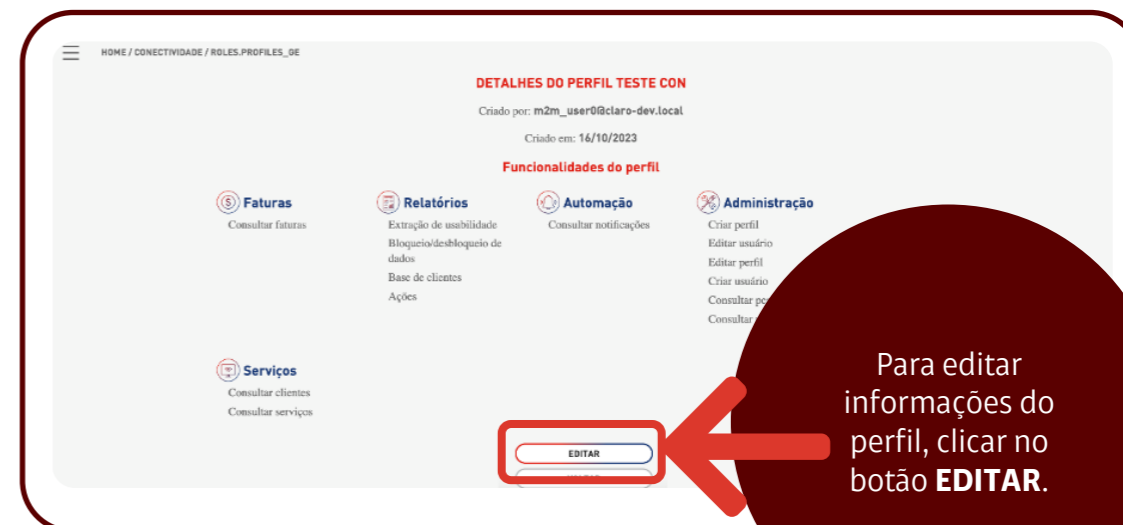 HOME / CONECTIVIDADE / ROLES.PROFILES_GE
DETALHES DO PERFIL TESTE CON
Criado por: m2m_user0@claro-dev.local
Criado em: 16/10/2023
Funcionalidades do perfil
Faturas
Consultar faturas
Relatórios
Extração de usabilidade
Bloqueio/desbloqueio de
dados
Base de clientes
Ações
Automação
Consultar notificações
Administração
Criar perfil
Editar usuário
Editar perfil
Criar usuário
Consultar
Consultar
Serviços
Consultar clientes
Consultar serviços
EDITAR
Para editar
informações do
perfil, clicar no
botão EDITAR.